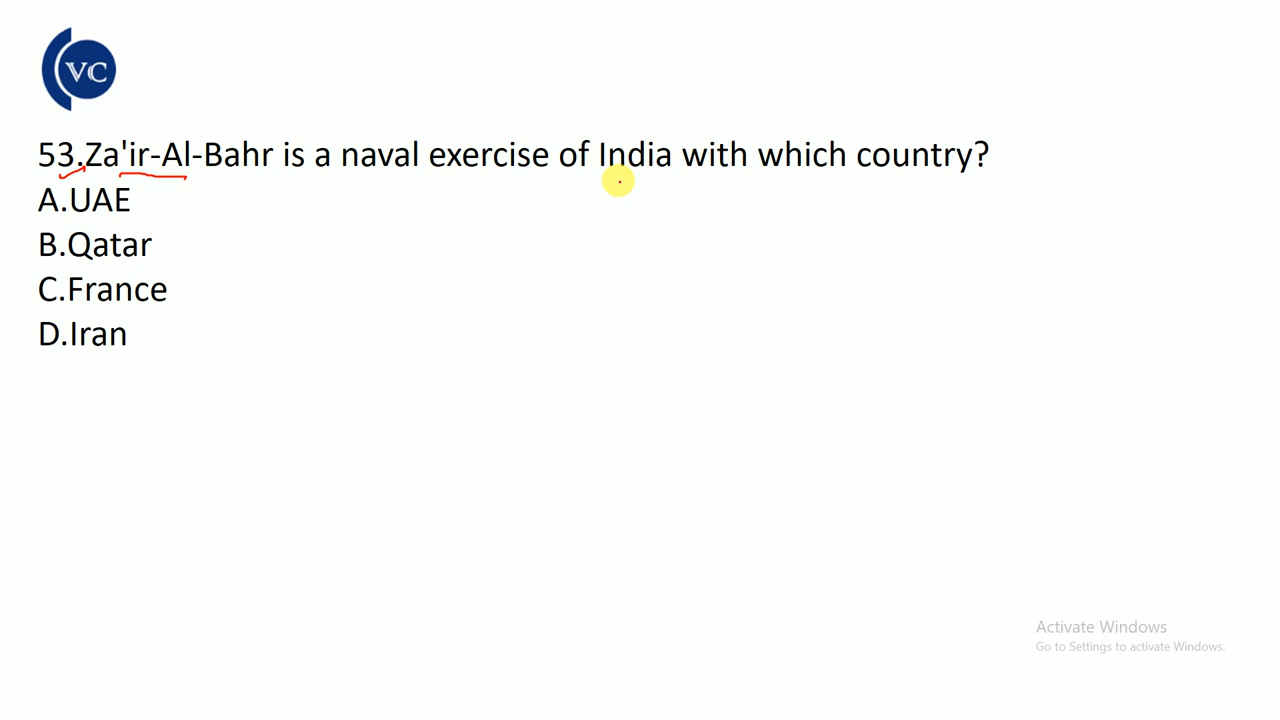 VC
53.Za'ir-Al-Bahr is a naval exercise of India with which country?
A.UAE
B.Qatar
C.France
D.Iran
Activate Windows
Go to Settings to activate Windows.